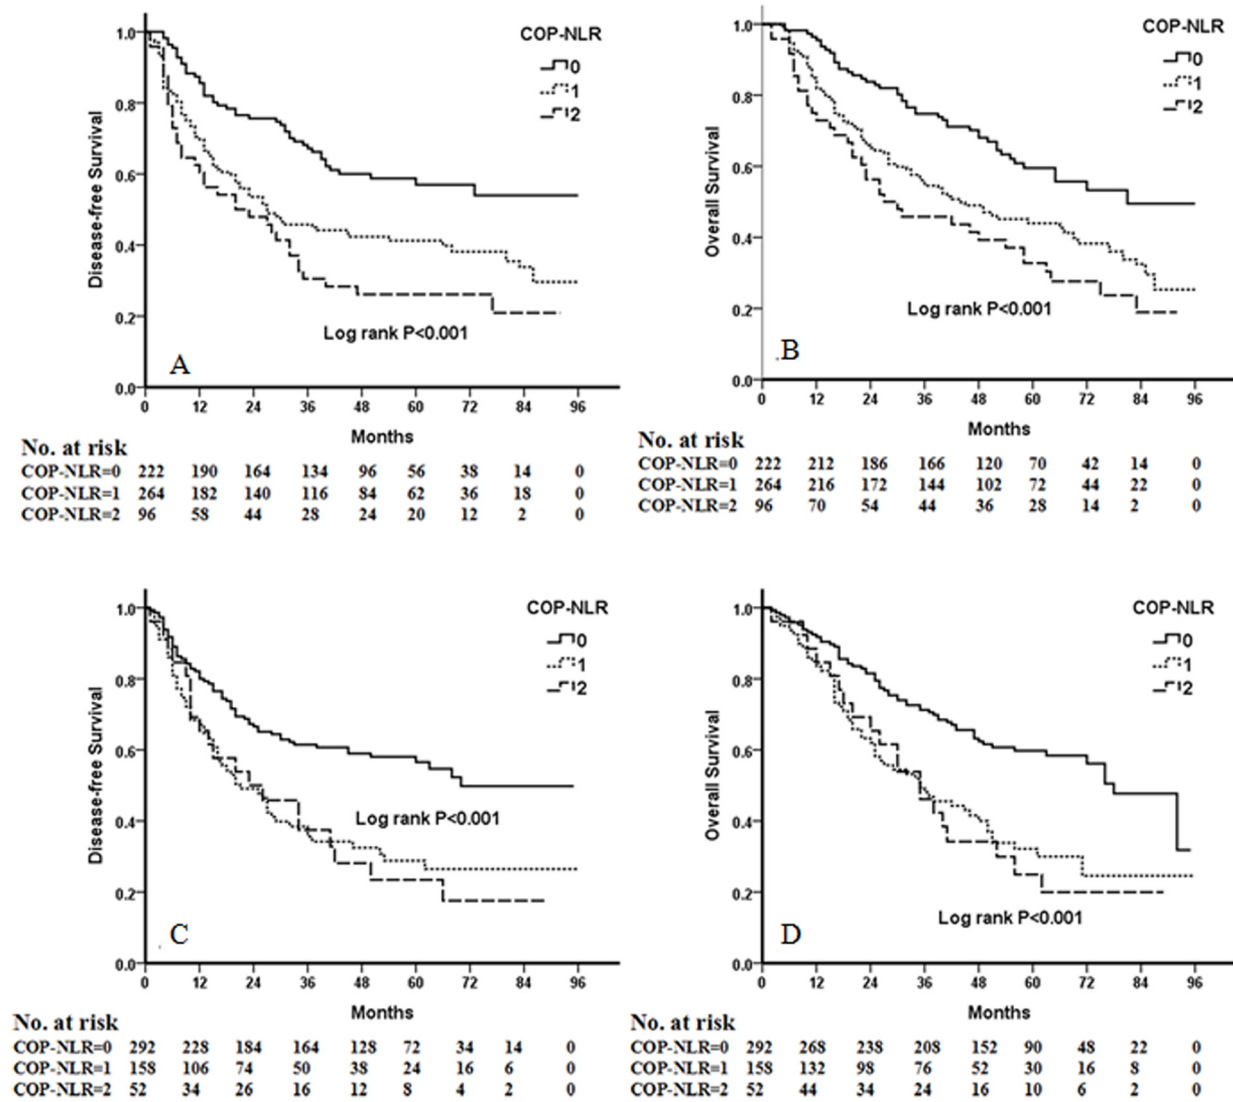 COP-NLR
0
1
2
Disease-free Survival
1.0
0.8
0.6
0.4
0.2
0.0
Log rank P<0.001
A
0 12 24 36 48 60 72 84 96
Months
No. at risk
COP-NLR=0 222 190 164 134 96 56 38 14 0
COP-NLR=1 264 182 140 116 84 62 36 18 0
COP-NLR=2 96 58 44 28 24 20 12 2 0
COP-NLR
0
1
2
Overall Survival
1.0
0.8
0.6
0.4
0.2
0.0
Log rank P<0.001
B
0 12 24 36 48 60 72 84 96
Months
No. at risk
COP-NLR=0 222 212 186 166 120 70 42 14 0
COP-NLR=1 264 216 172 144 102 72 44 22 0
COP-NLR=2 96 70 54 44 36 28 14 2 0
COP-NLR
0
1
2
Disease-free Survival
1.0
0.8
0.6
0.4
0.2
0.0
Log rank P<0.001
C
0 12 24 36 48 60 72 84 96
Months
No. at risk
COP-NLR=0 292 228 184 164 128 72 34 14 0
COP-NLR=1 158 106 74 50 38 24 16 6 0
COP-NLR=2 52 34 26 16 12 8 4 2 0
COP-NLR
0
1
2
Overall Survival
1.0
0.8
0.6
0.4
0.2
0.0
Log rank P<0.001
D
0 12 24 36 48 60 72 84 96
Months
No. at risk
COP-NLR=0 292 268 238 208 152 90 48 22 0
COP-NLR=1 158 132 98 76 52 30 16 8 0
COP-NLR=2 52 44 34 24 16 10 6 2 0